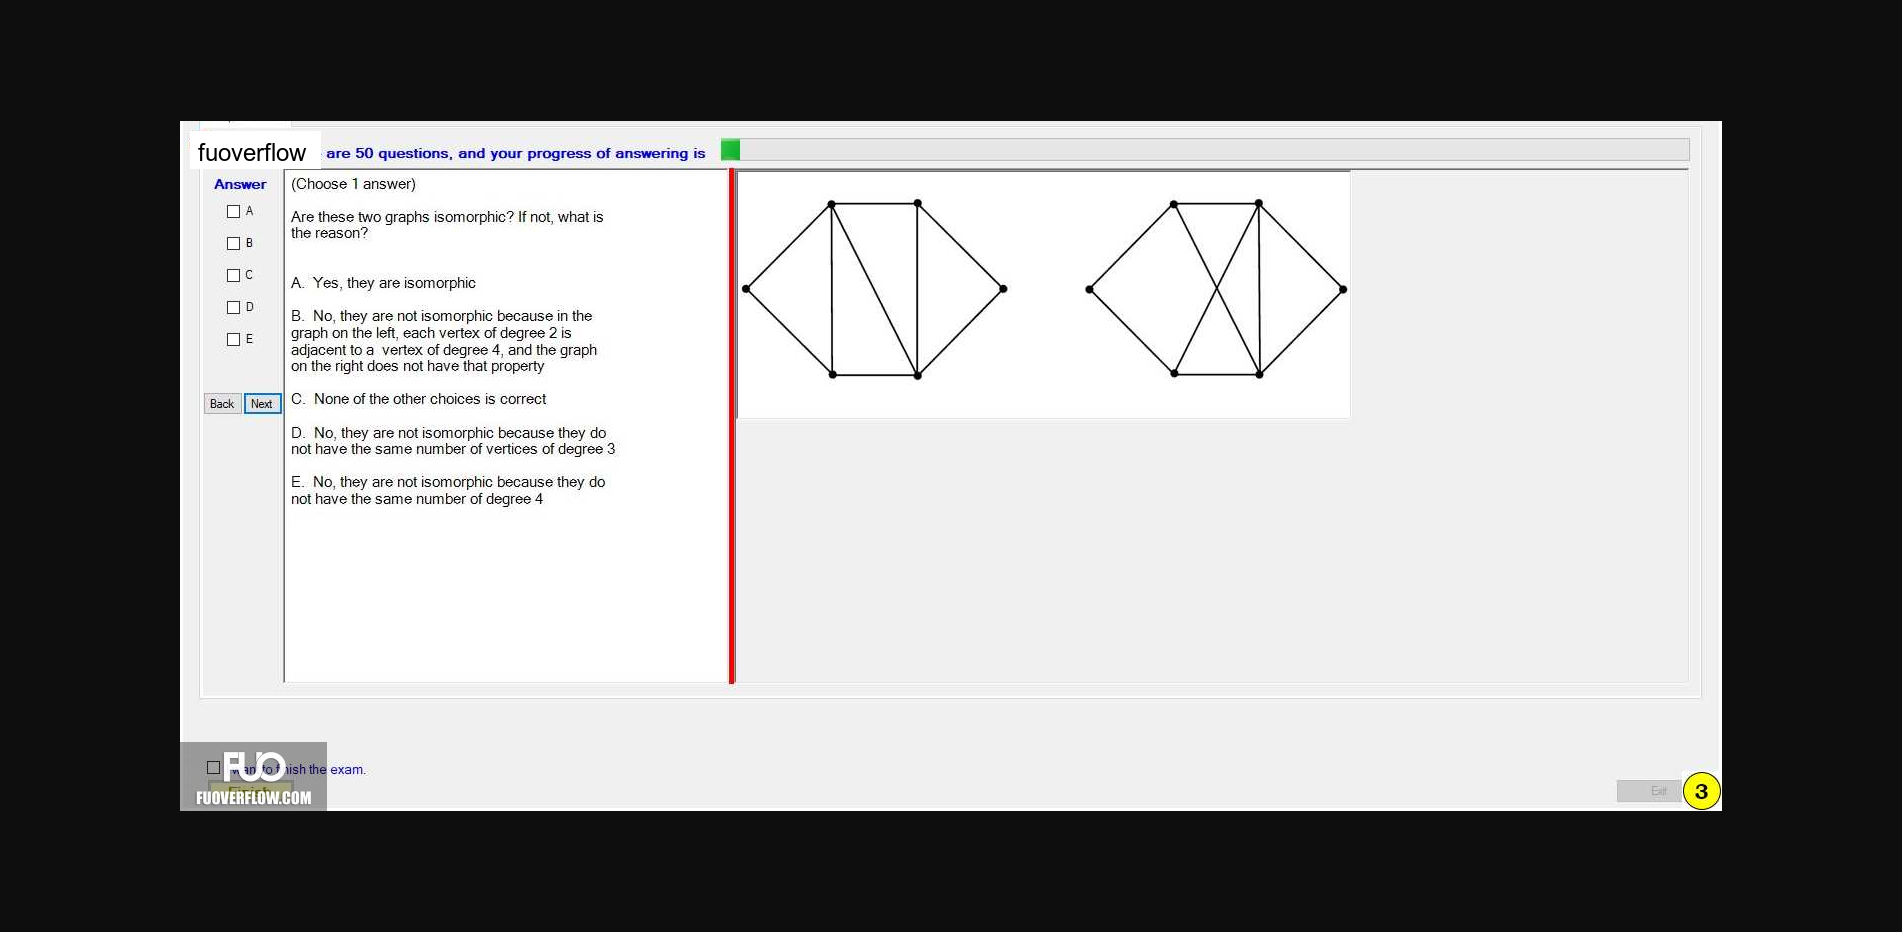 fuoverflow are 50 questions, and your progress of answering is
Answer
A
B
C
D
E
Back Next
(Choose 1 answer)
Are these two graphs isomorphic? If not, what is
the reason?
A. Yes, they are isomorphic
B. No, they are not isomorphic because in the
graph on the left, each vertex of degree 2 is
adjacent to a vertex of degree 4, and the graph
on the right does not have that property
C. None of the other choices is correct
D. No, they are not isomorphic because they do
not have the same number of vertices of degree 3
E. No, they are not isomorphic because they do
not have the same number of degree 4
FUO
to finish the exam.
Finish
FUOVERFLOW.COM
Exit
3